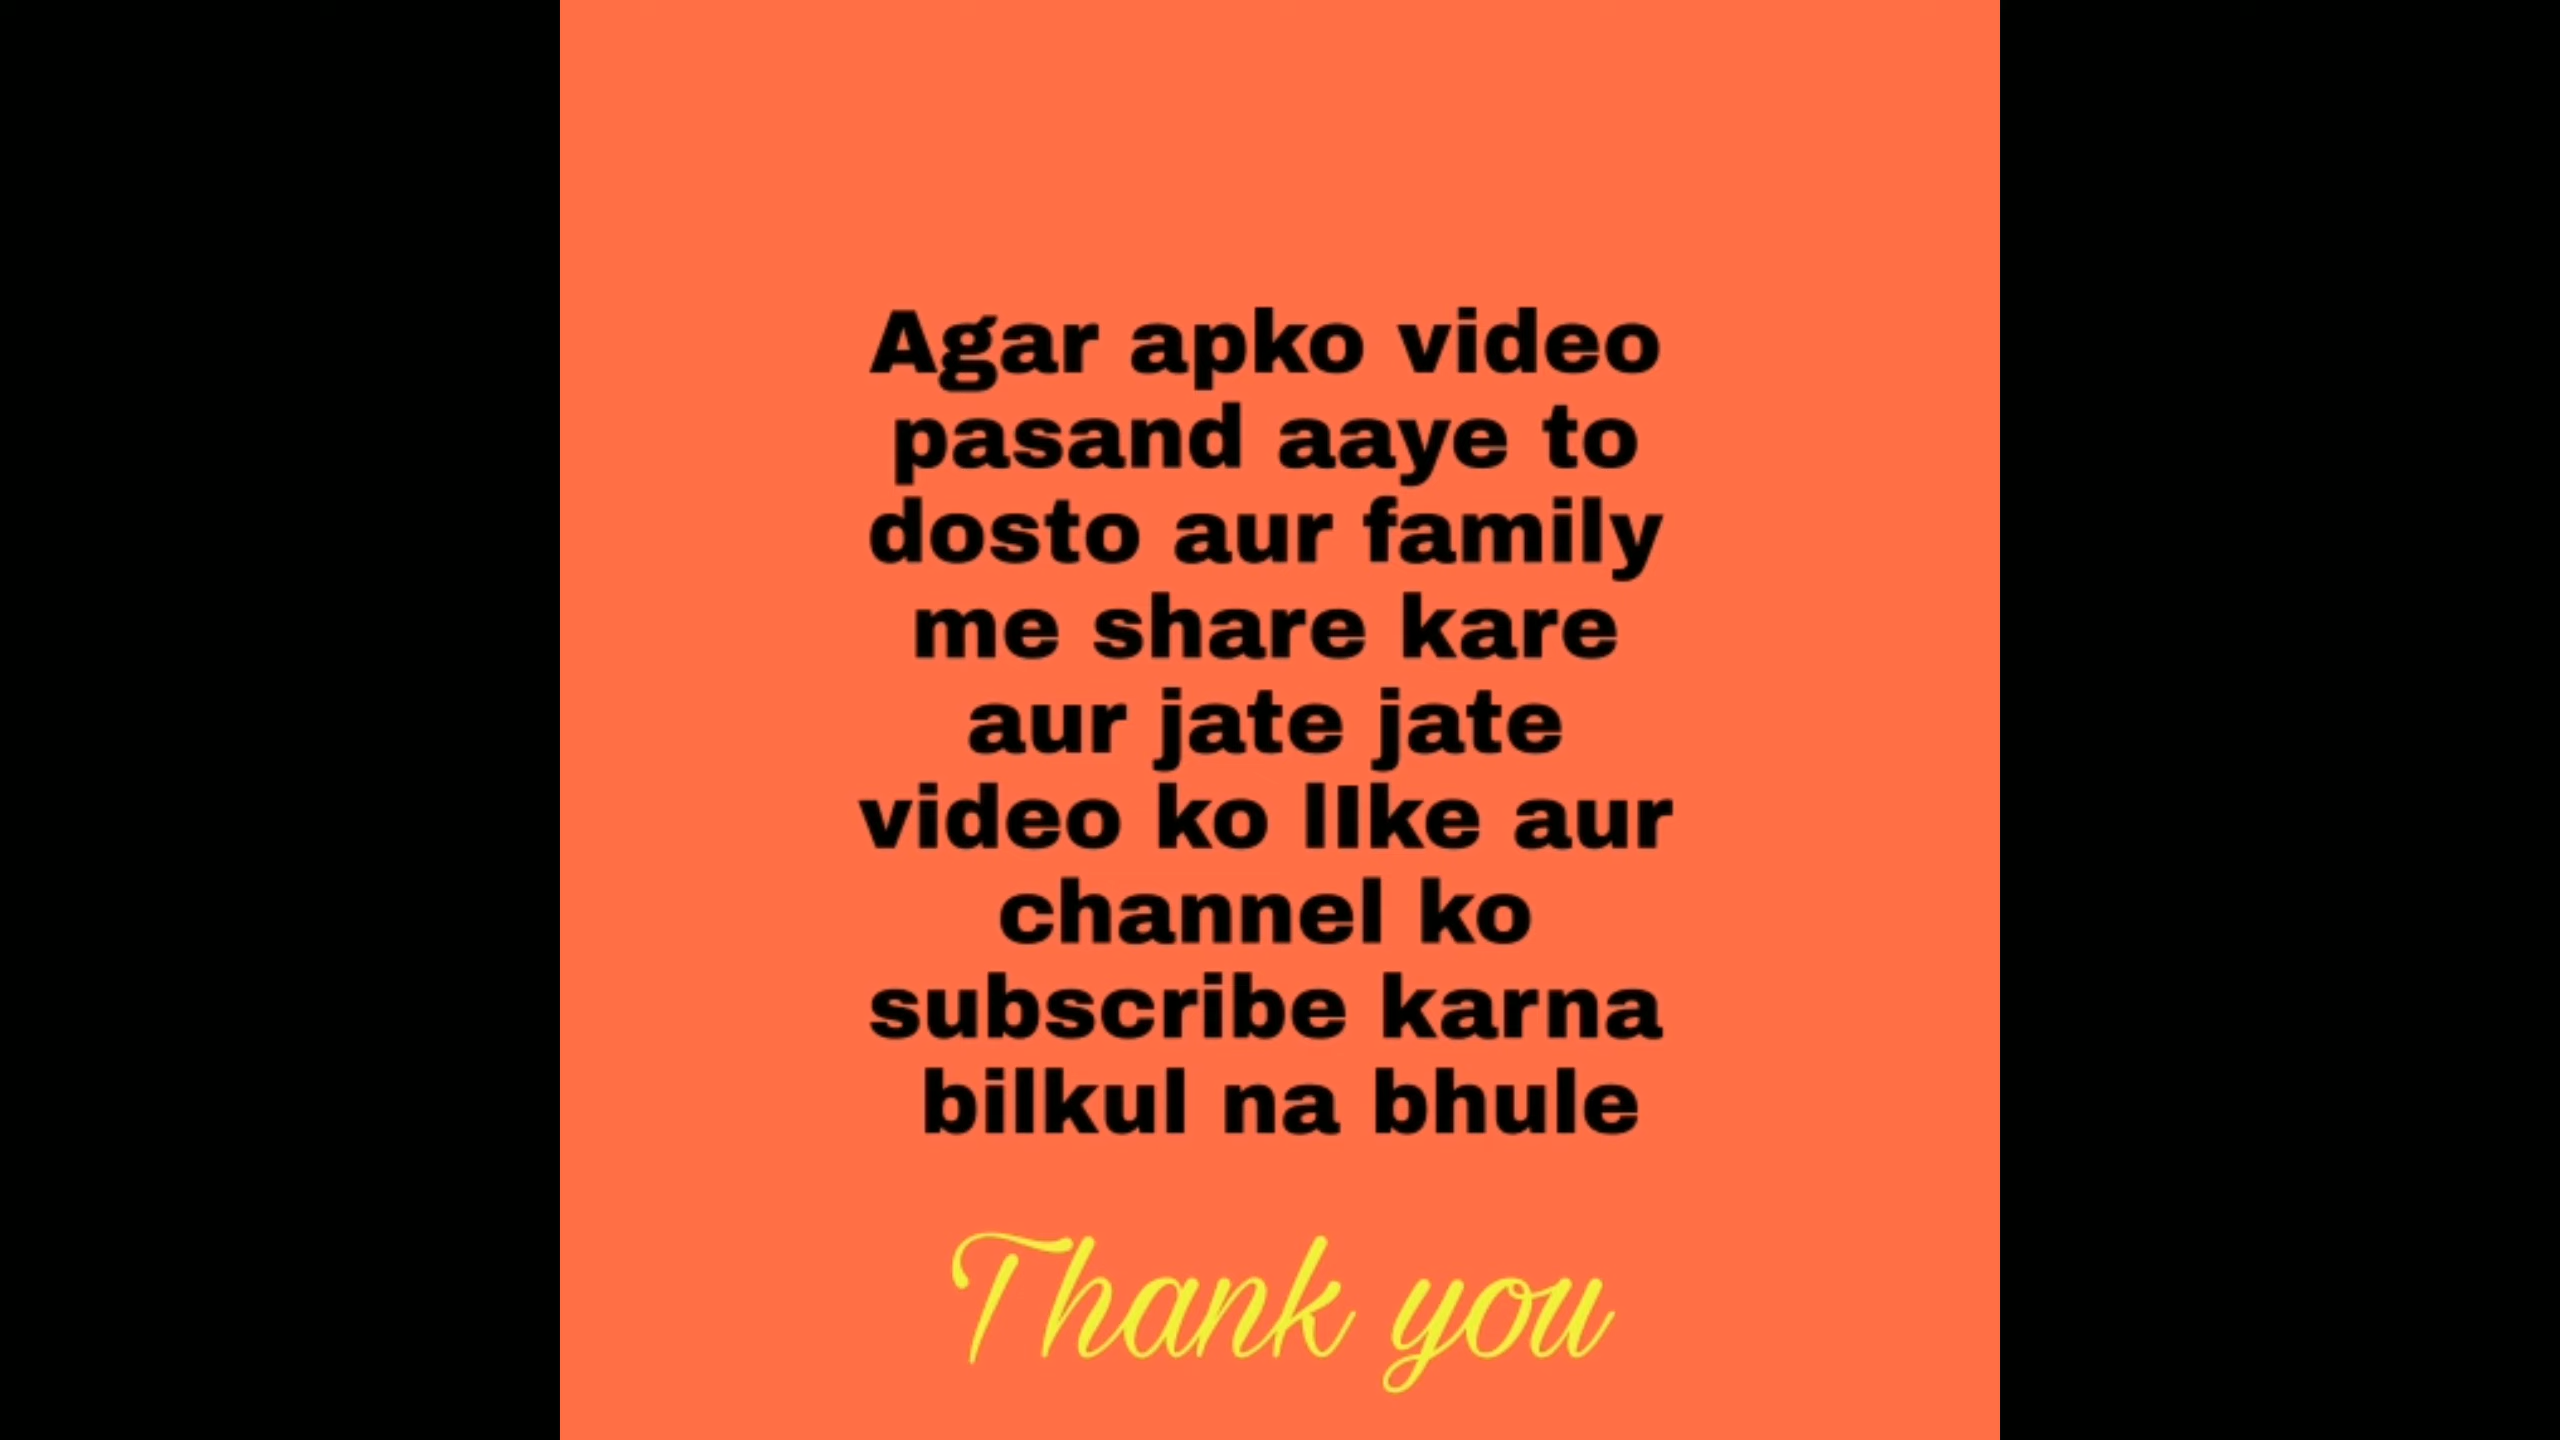 Agar apko video
pasand aaye to
dosto aur family
me share kare
aur jate jate
video ko lIke aur
channel ko
subscribe karna
bilkul na bhule
Thank you